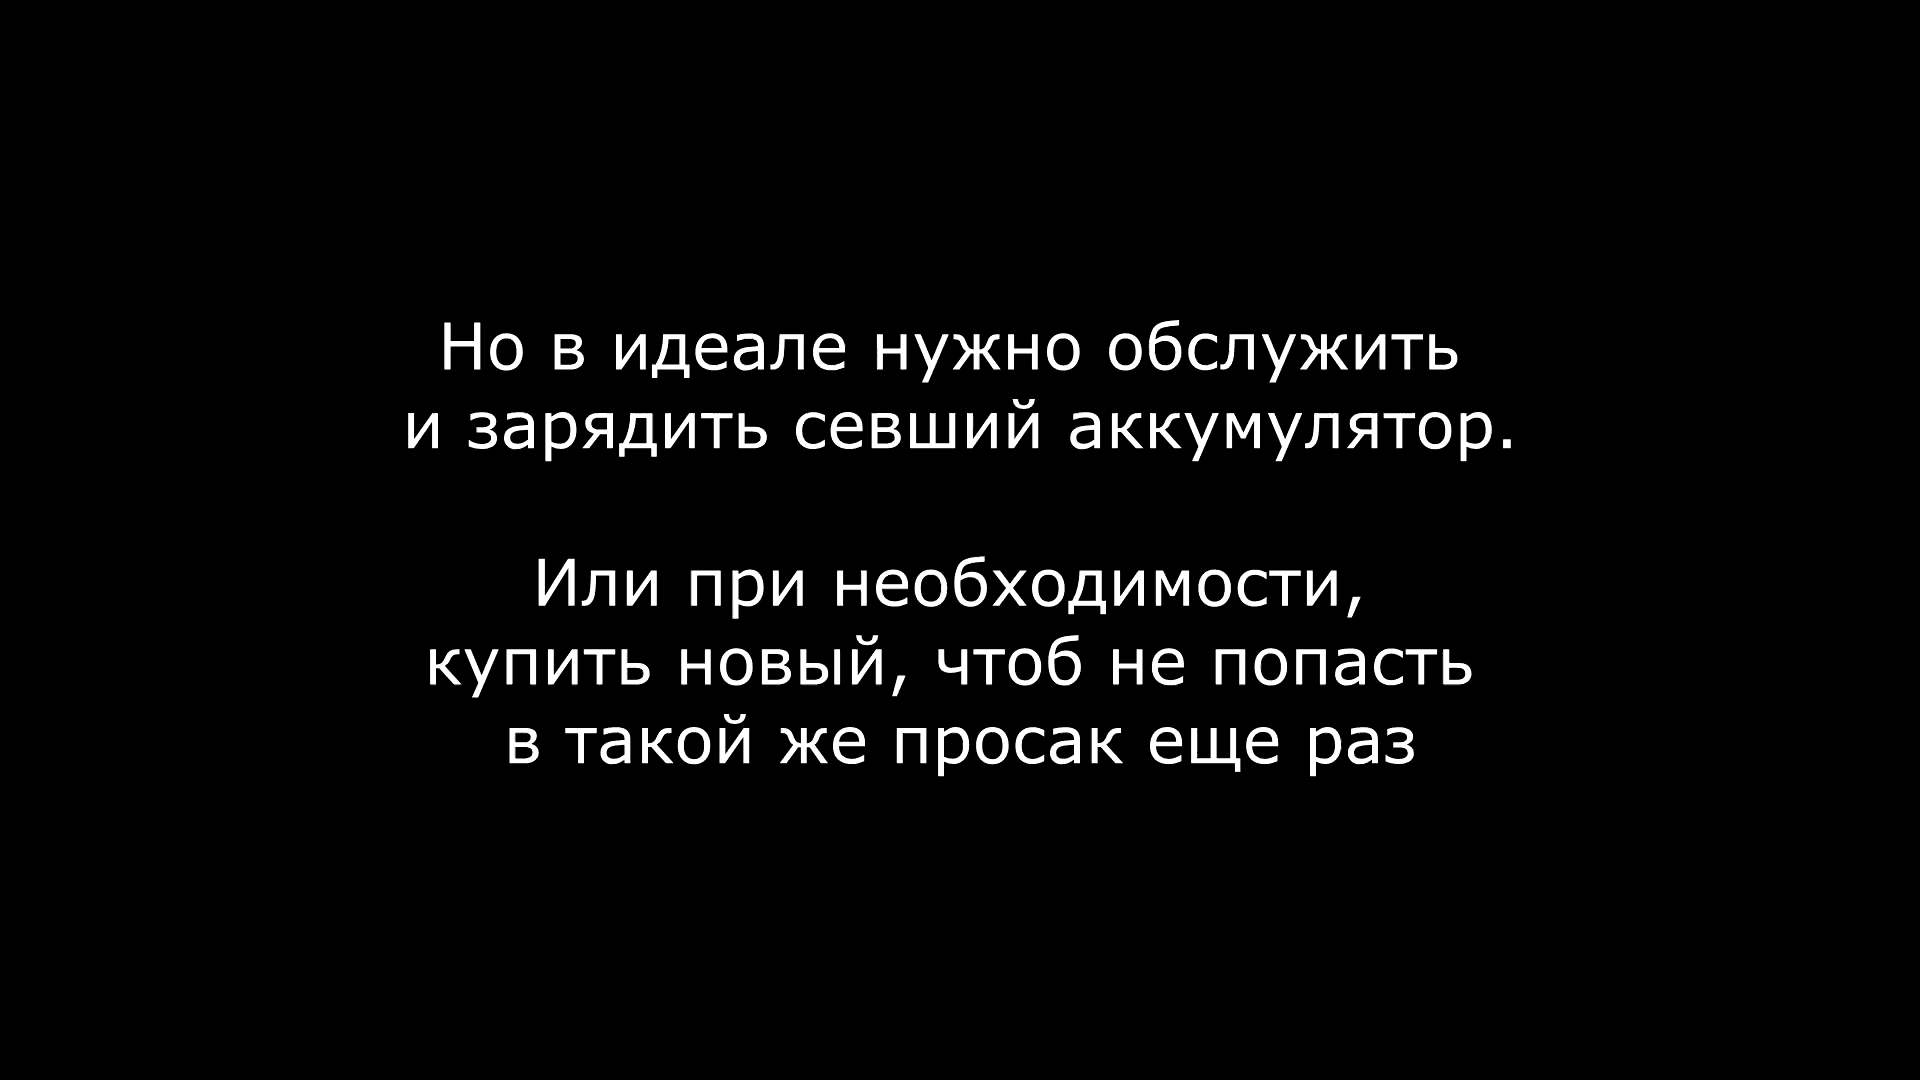 Но в идеале нужно обслужить
и зарядить севший аккумулятор.
Или при необходимости,
купить новый, чтоб не попасть
в такой же просак еще раз